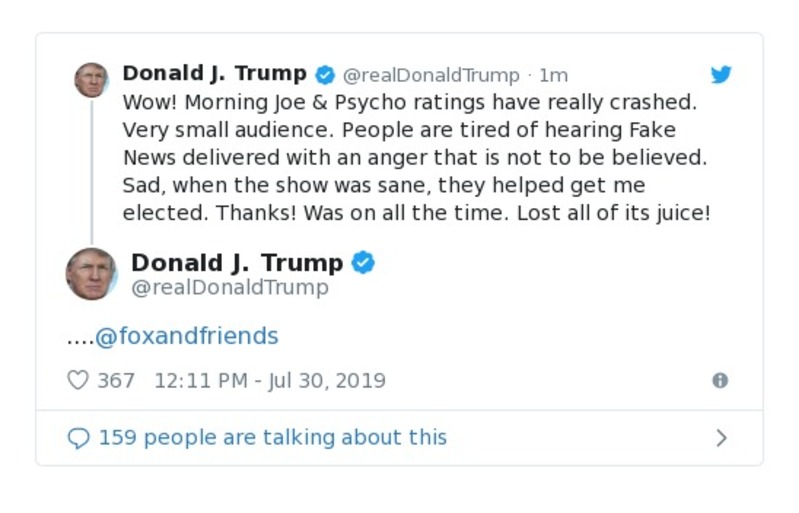 Donald J. Trump @realDonaldTrump · 1m
Wow! Morning Joe & Psycho ratings have really crashed.
Very small audience. People are tired of hearing Fake
News delivered with an anger that is not to be believed.
Sad, when the show was sane, they helped get me
elected. Thanks! Was on all the time. Lost all of its juice!
Donald J. Trump
@realDonaldTrump
....@foxandfriends
367 12:11 PM - Jul 30, 2019
159 people are talking about this